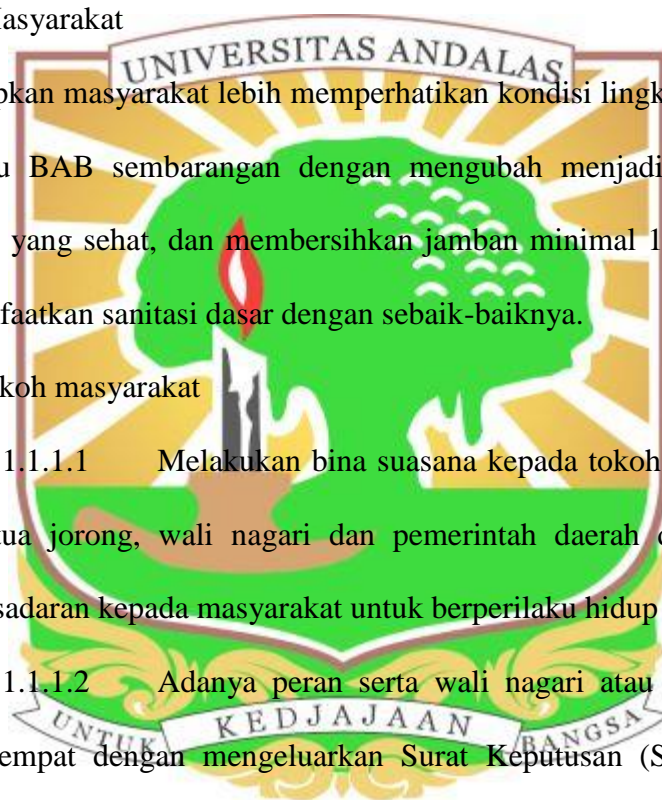 Masyarakat
UNIVERSITAS ANDALAS
pkan masyarakat lebih memperhatikan kondisi lingk
u BAB sembarangan dengan mengubah menjadi
yang sehat, dan membersihkan jamban minimal 1
faatkan sanitasi dasar dengan sebaik-baiknya.
koh masyarakat
1.1.1.1 Melakukan bina suasana kepada tokoh
tua jorong, wali nagari dan pemerintah daerah
sadaran kepada masyarakat untuk berperilaku hidup
1.1.1.2 Adanya peran serta wali nagari atau
UNTUK KEDJAJAAN BANGSA
empat dengan mengeluarkan Surat Keputusan (S